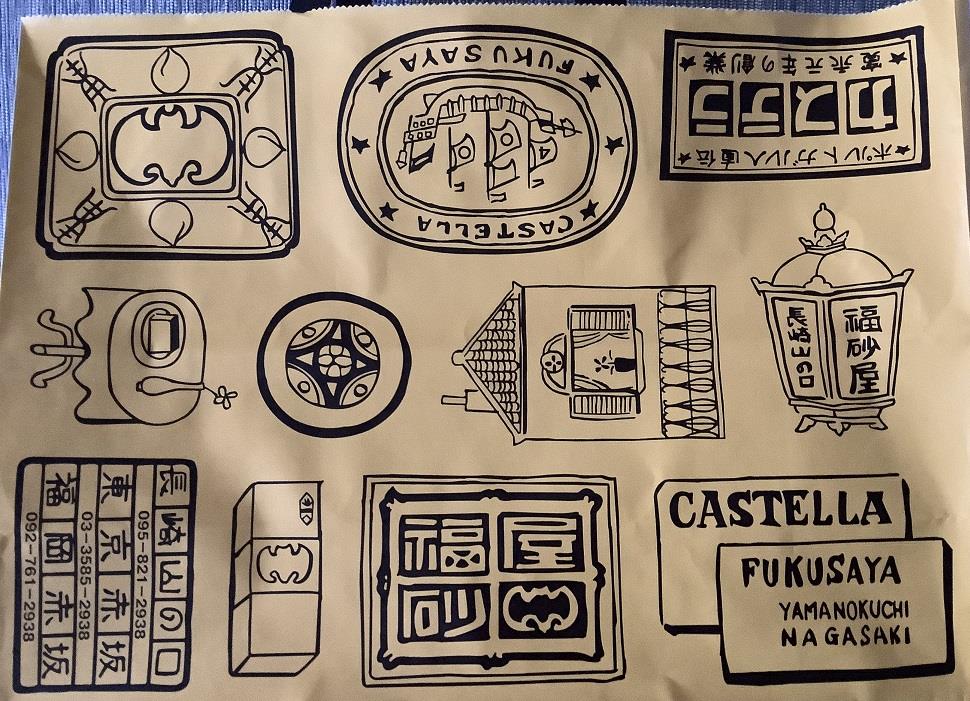 FUKUSAYA
CASTELLA
ポルトガル人直伝
カステラ
寛永元年の創業
福砂屋
長崎山の口
長崎山の口
095-821-2938
東京赤坂
03-3585-2938
福岡赤坂
092-761-2938
福屋
砂
CASTELLA
FUKUSAYA
YAMANOKUCHI
NAGASAKI